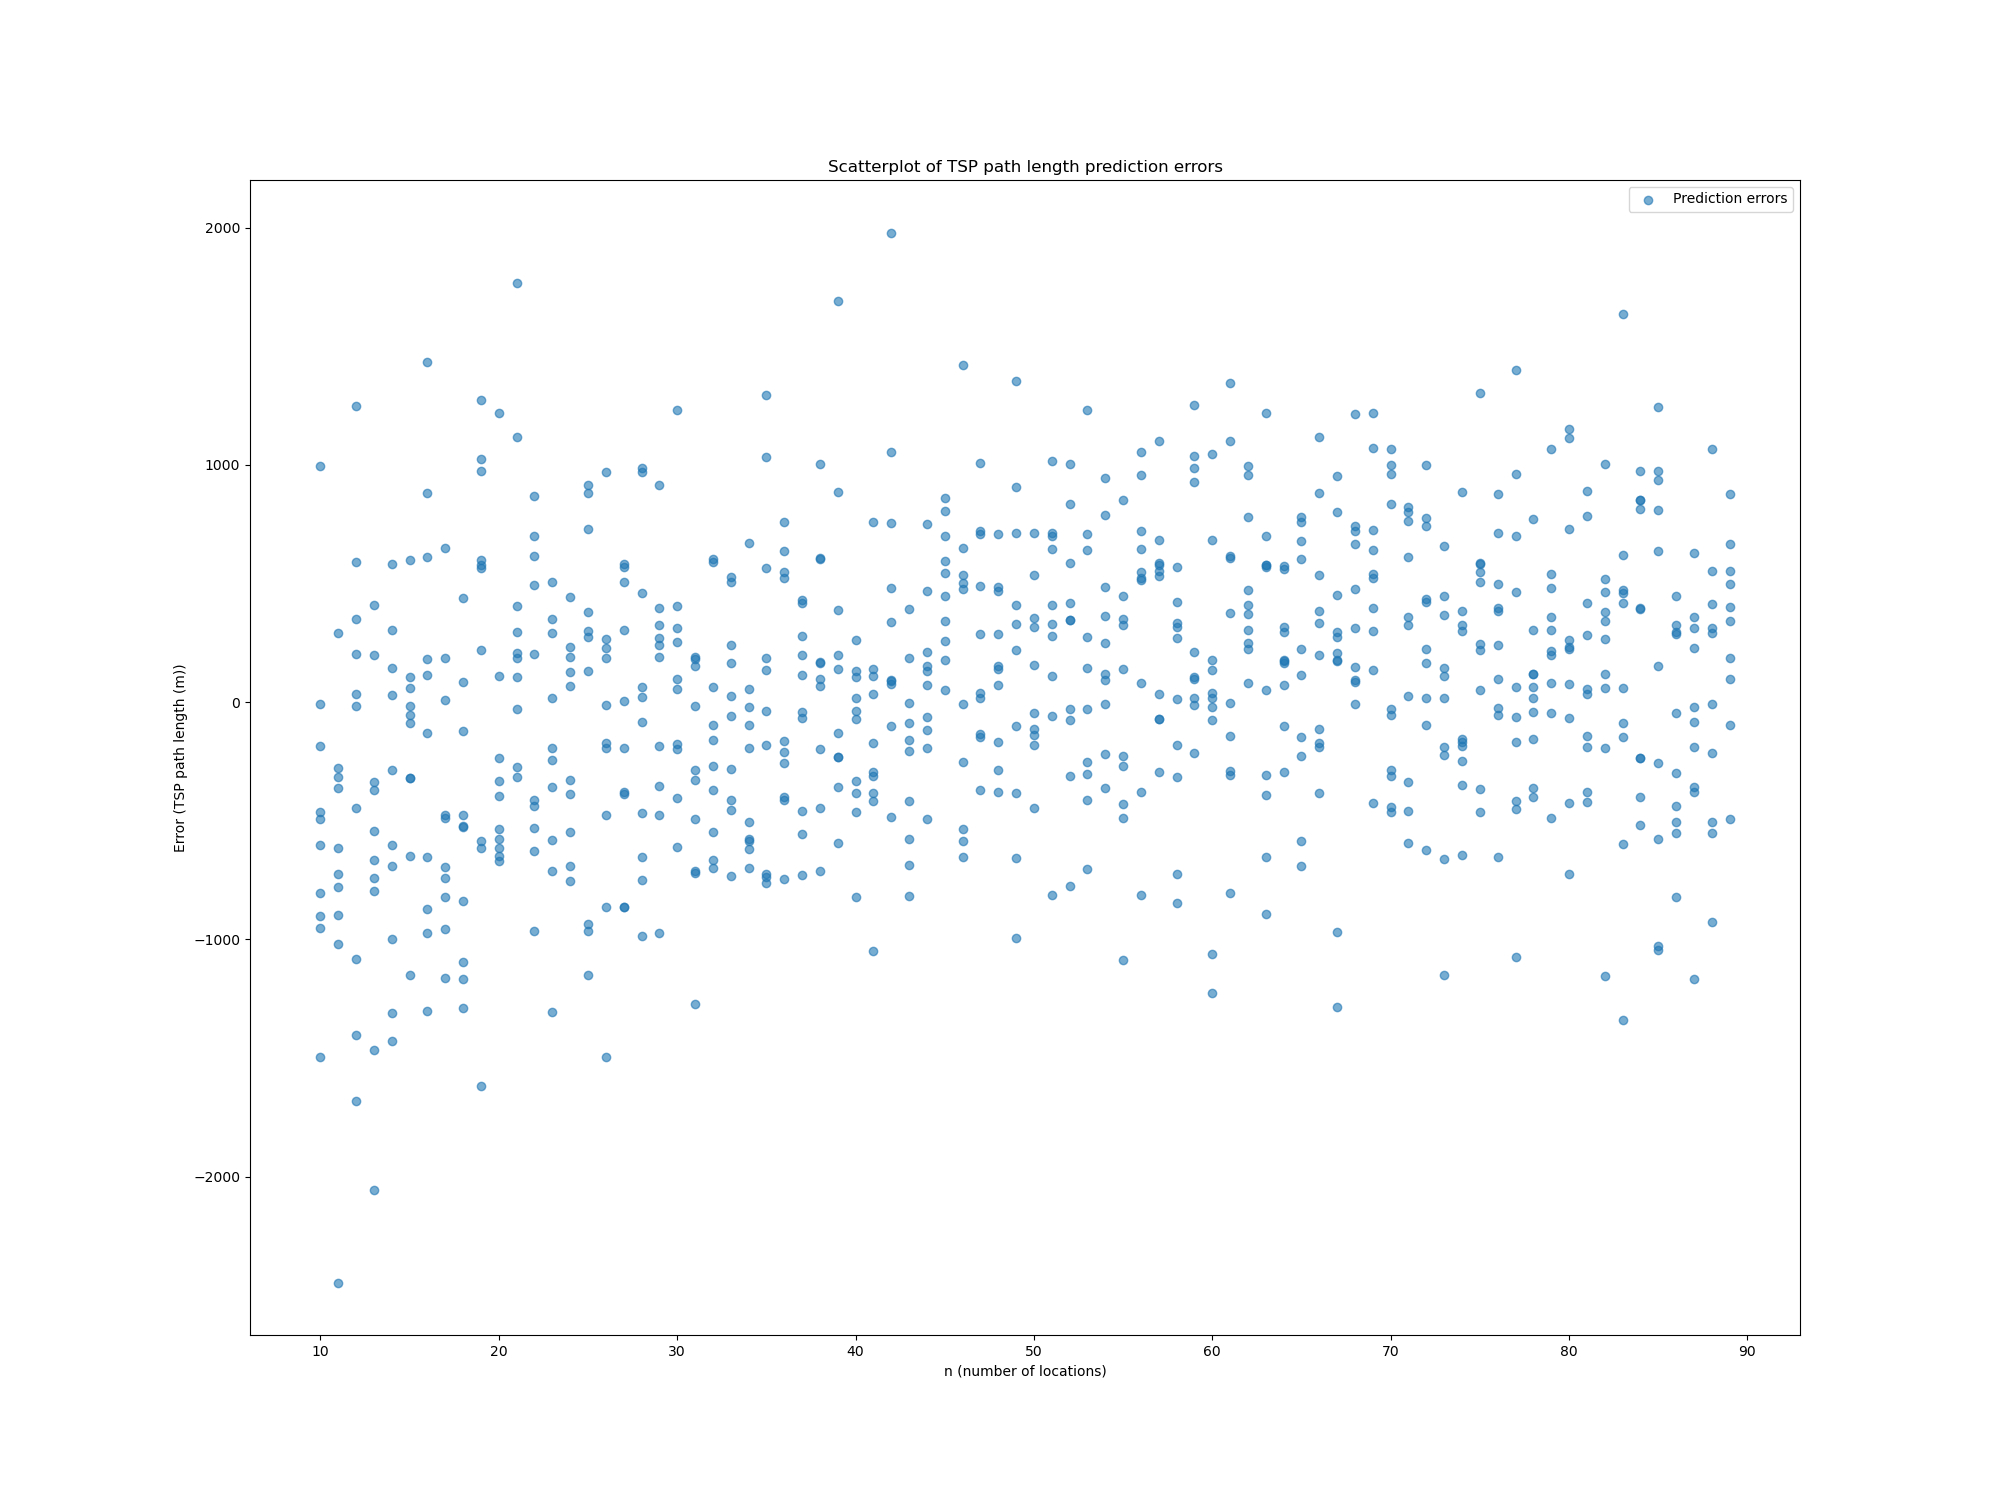 Scatterplot of TSP path length prediction errors
Prediction errors
Error (TSP path length (m))
2000
1000
0
−1000
−2000
10 20 30 40 50 60 70 80 90
n (number of locations)